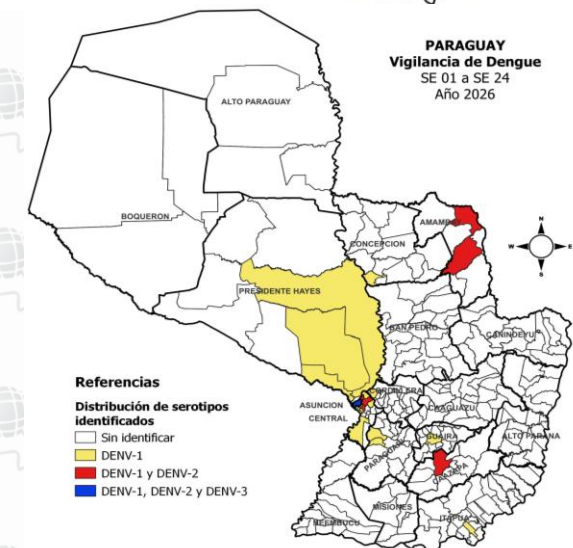 PARAGUAY
Vigilancia de Dengue
SE 01 a SE 24
Año 2026
ALTO PARAGUAY
BOQUERON
AMAMBAY
CONCEPCION
N
W
E
S
PRESIDENTE HAYES
SAN PEDRO
CANINDEYU
Referencias
Distribución de serotipos
identificados
Sin identificar
DENV-1
DENV-1 y DENV-2
DENV-1, DENV-2 y DENV-3
ASUNCION
CORDILLERA
CENTRAL
CAAGUAZU
ALTO PARANA
GUAIRA
PARAGUARI
CAAZAPA
MISIONES
ITAPUA
ÑEEMBUCU